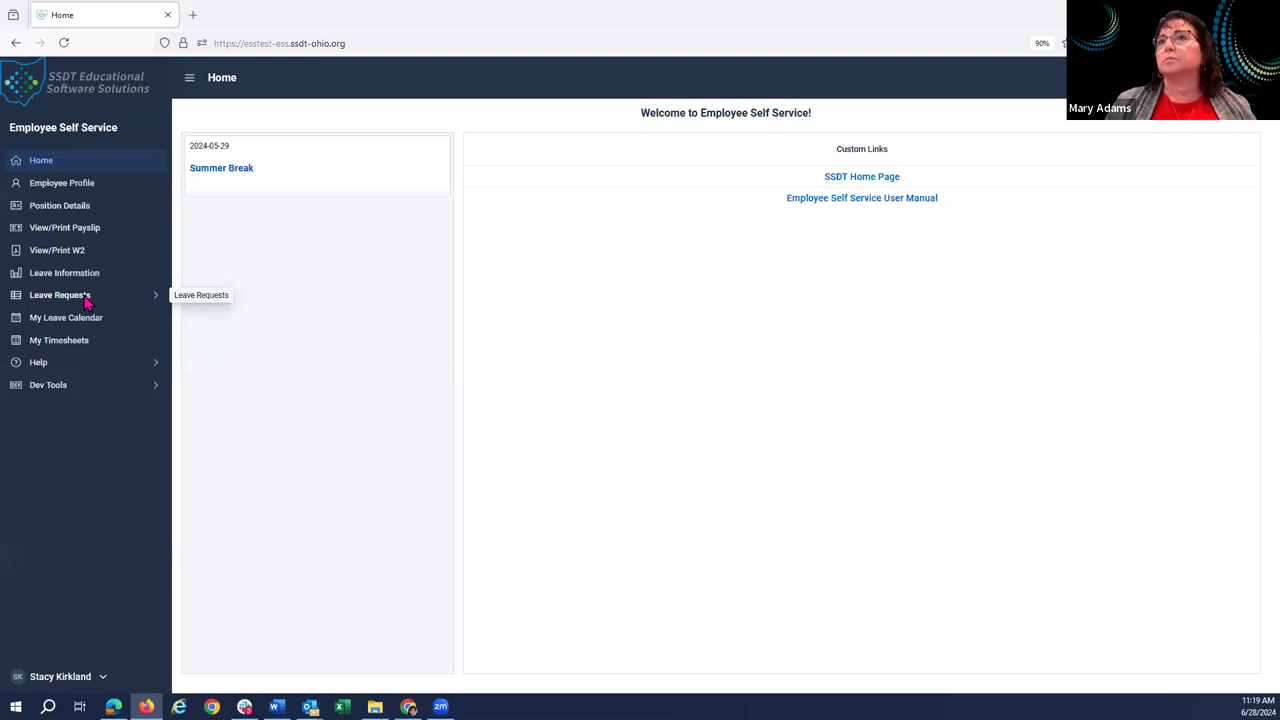 Home
https://esstest-ess.ssdt-ohio.org
90%
SSDT Educational
Software Solutions
Home
Mary Adams
Employee Self Service
Welcome to Employee Self Service!
2024-05-29
Summer Break
Custom Links
SSDT Home Page
Employee Self Service User Manual
Home
Employee Profile
Position Details
View/Print Payslip
View/Print W2
Leave Information
Leave Requests
Leave Requests
My Leave Calendar
My Timesheets
Help
Dev Tools
SK
Stacy Kirkland
zm
11:19 AM
6/28/2024